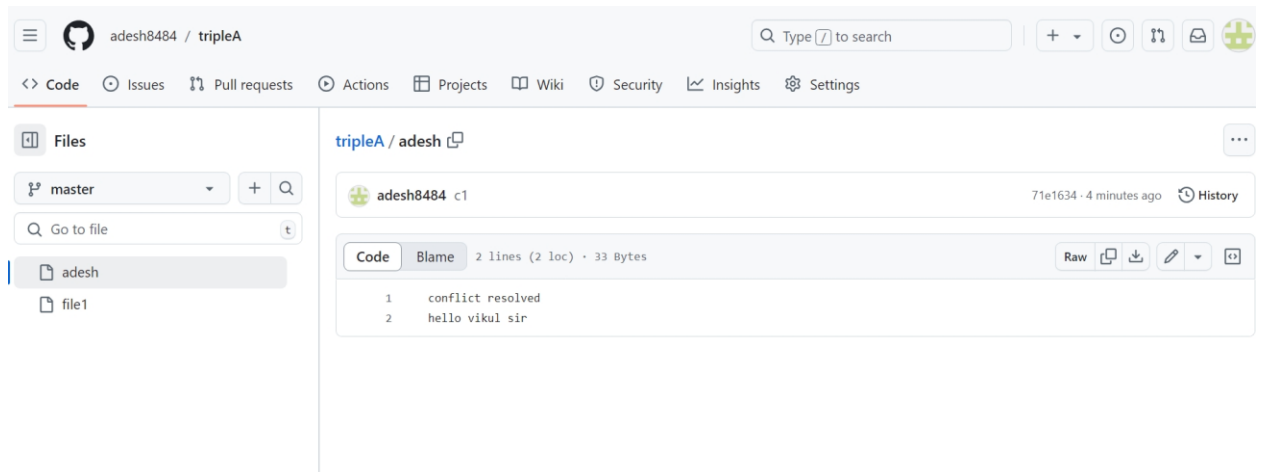 adesh8484 / tripleA
Type / to search
Code Issues Pull requests Actions Projects Wiki Security Insights Settings
Files
master
Go to file t
adesh
file1
tripleA / adesh
adesh8484 c1 71e1634 · 4 minutes ago History
Code Blame 2 lines (2 loc) · 33 Bytes Raw
1 conflict resolved
2 hello vikul sir